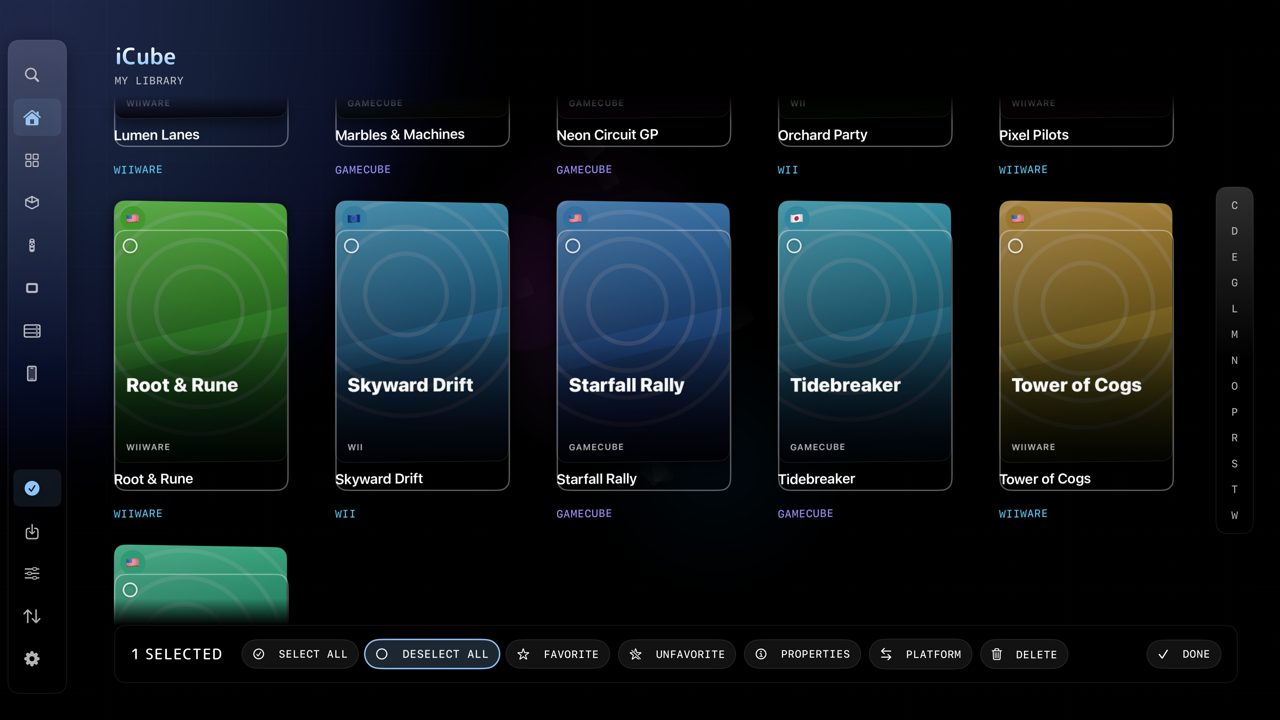 iCube
MY LIBRARY
WIIWARE
GAMECUBE
GAMECUBE
WII
WIIWARE
Lumen Lanes
Marbles & Machines
Neon Circuit GP
Orchard Party
Pixel Pilots
WIIWARE
GAMECUBE
GAMECUBE
WII
WIIWARE
Root & Rune
Skyward Drift
Starfall Rally
Tidebreaker
Tower of Cogs
WIIWARE
WII
GAMECUBE
GAMECUBE
WIIWARE
Root & Rune
Skyward Drift
Starfall Rally
Tidebreaker
Tower of Cogs
WIIWARE
WII
GAMECUBE
GAMECUBE
WIIWARE
C
D
E
G
L
M
N
O
P
R
S
T
W
1 SELECTED
SELECT ALL
DESELECT ALL
FAVORITE
UNFAVORITE
PROPERTIES
PLATFORM
DELETE
DONE